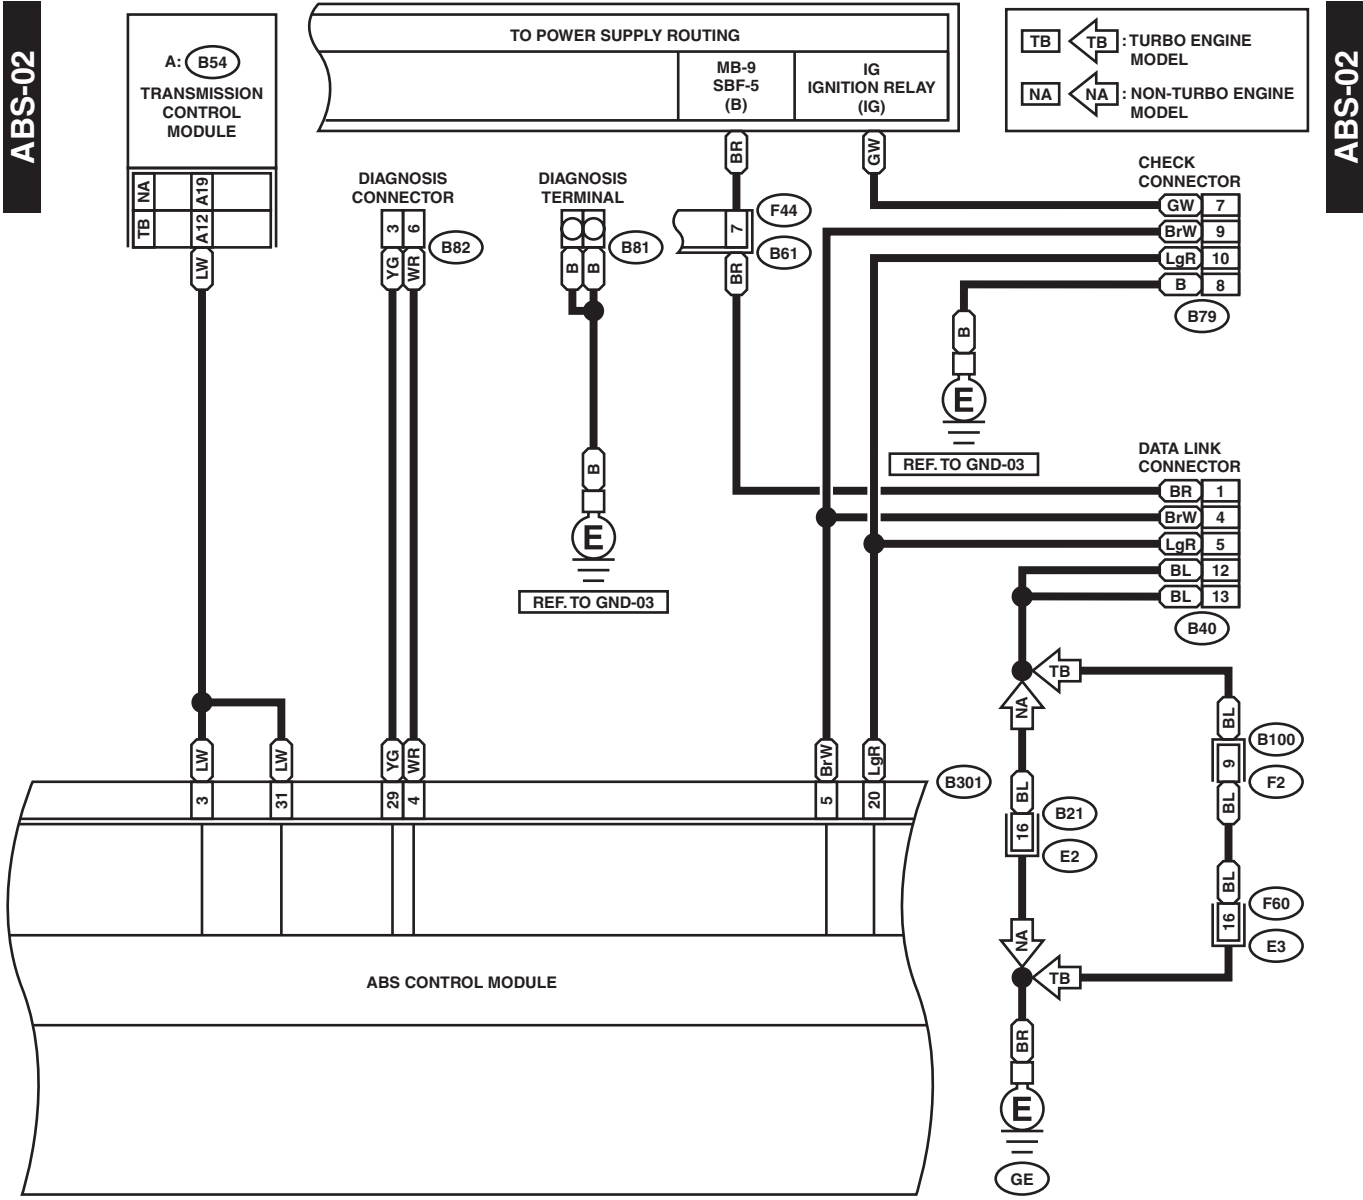 ABS-02
A: B54
TRANSMISSION
CONTROL
MODULE
NA A19
TB A12
LW
TO POWER SUPPLY ROUTING
MB-9
SBF-5
(B)
IG
IGNITION RELAY
(IG)
BR
GW
TB TB : TURBO ENGINE
MODEL
NA NA : NON-TURBO ENGINE
MODEL
ABS-02
DIAGNOSIS
CONNECTOR
3 6
B82
YG WR
DIAGNOSIS
TERMINAL
B81
B B
B
E
REF. TO GND-03
7
F44
B61
BR
CHECK
CONNECTOR
GW 7
BrW 9
LgR 10
B 8
B79
B
E
REF. TO GND-03
DATA LINK
CONNECTOR
BR 1
BrW 4
LgR 5
BL 12
BL 13
B40
TB
NA
BL
B100
9
F2
BL
BL
B21
16
E2
BL
F60
16
E3
NA
TB
BR
E
GE
LW LW YG WR BrW LgR
3 31 29 4 5 20
B301
ABS CONTROL MODULE